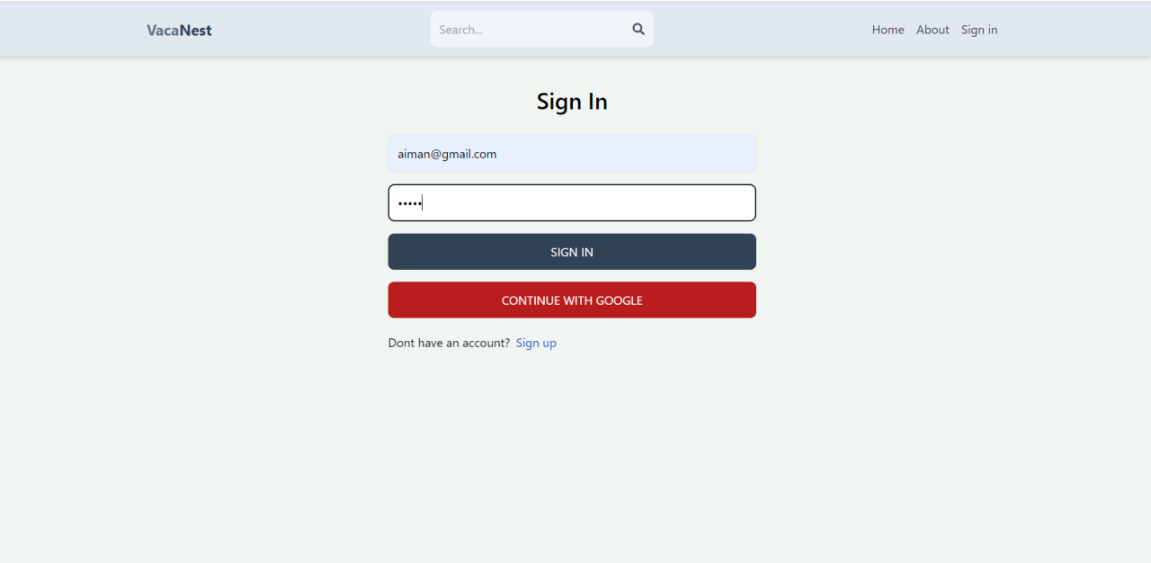 VacaNest Search... Home About Sign in
Sign In
aiman@gmail.com
•••••
SIGN IN
CONTINUE WITH GOOGLE
Dont have an account? Sign up